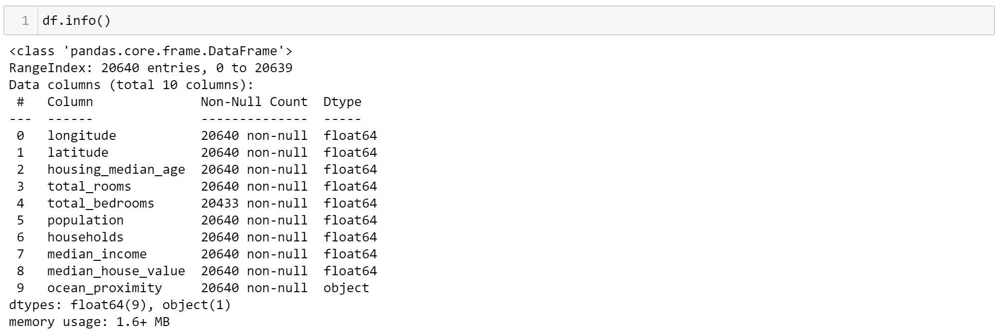 1 df.info()
<class 'pandas.core.frame.DataFrame'>
RangeIndex: 20640 entries, 0 to 20639
Data columns (total 10 columns):
 #   Column              Non-Null Count  Dtype
---  ------              --------------  -----
 0   longitude           20640 non-null  float64
 1   latitude            20640 non-null  float64
 2   housing_median_age  20640 non-null  float64
 3   total_rooms         20640 non-null  float64
 4   total_bedrooms      20433 non-null  float64
 5   population          20640 non-null  float64
 6   households          20640 non-null  float64
 7   median_income       20640 non-null  float64
 8   median_house_value  20640 non-null  float64
 9   ocean_proximity     20640 non-null  object
dtypes: float64(9), object(1)
memory usage: 1.6+ MB